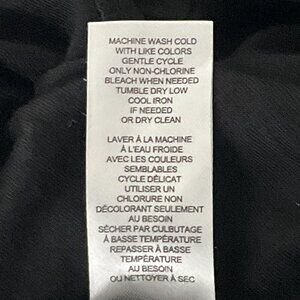 MACHINE WASH COLD
WITH LIKE COLORS
GENTLE CYCLE
ONLY NON-CHLORINE
BLEACH WHEN NEEDED
TUMBLE DRY LOW
COOL IRON
IF NEEDED
OR DRY CLEAN
LAVER À LA MACHINE
À L'EAU FROIDE
AVEC LES COULEURS
SEMBLABLES
CYCLE DÉLICAT
UTILISER UN
CHLORURE NON
DÉCOLORANT SEULEMENT
AU BESOIN
SÉCHER PAR CULBUTAGE
À BASSE TEMPÉRATURE
REPASSER À BASSE
TEMPÉRATURE
AU BESOIN
OU NETTOYER À SEC